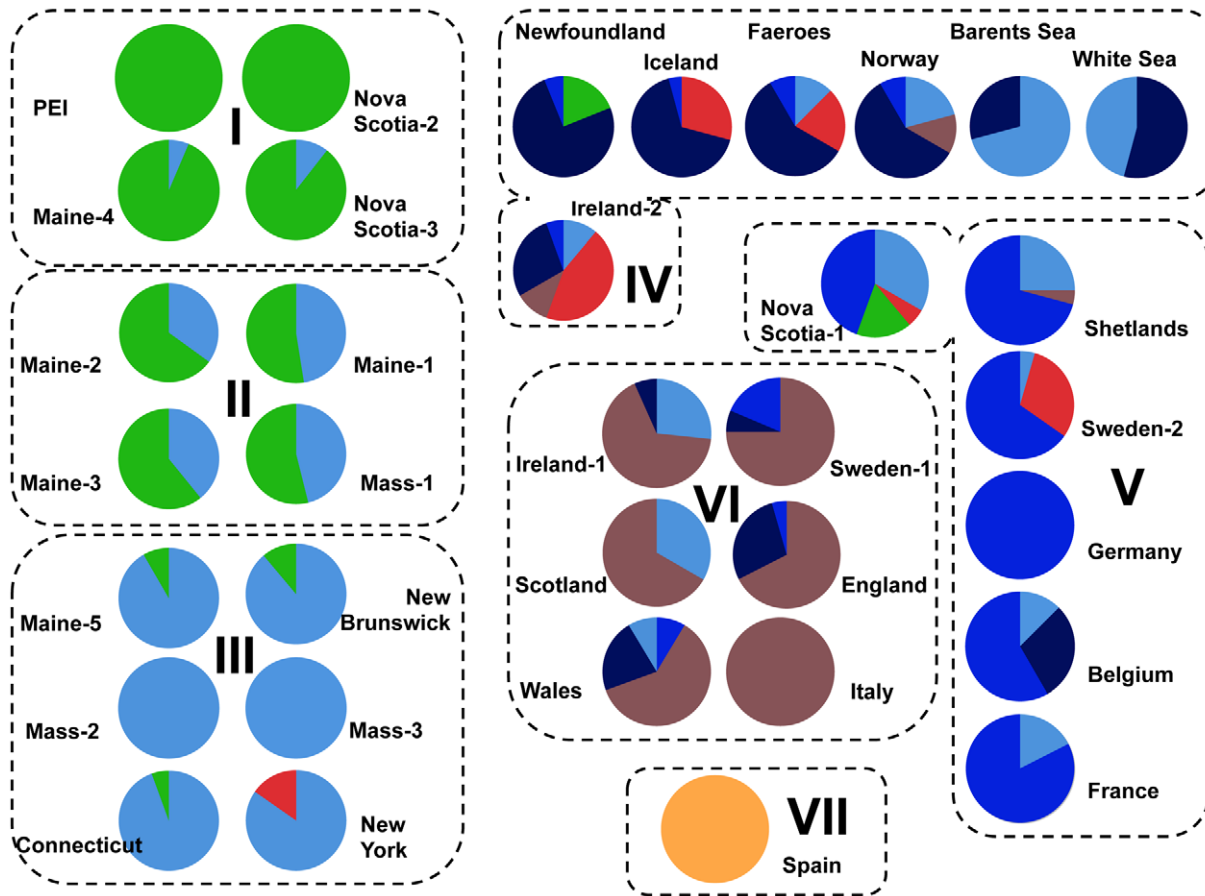 PEI
I
Nova
Scotia-2
Maine-4
Nova
Scotia-3
Maine-2
Maine-1
II
Maine-3
Mass-1
Maine-5
New
Brunswick
III
Mass-2
Mass-3
Connecticut
New
York
Newfoundland
Iceland
Faeroes
Norway
Barents Sea
White Sea
Ireland-2
IV
Nova
Scotia-1
Shetlands
Sweden-2
V
Germany
Belgium
France
Ireland-1
Sweden-1
VI
Scotland
England
Wales
Italy
VII
Spain